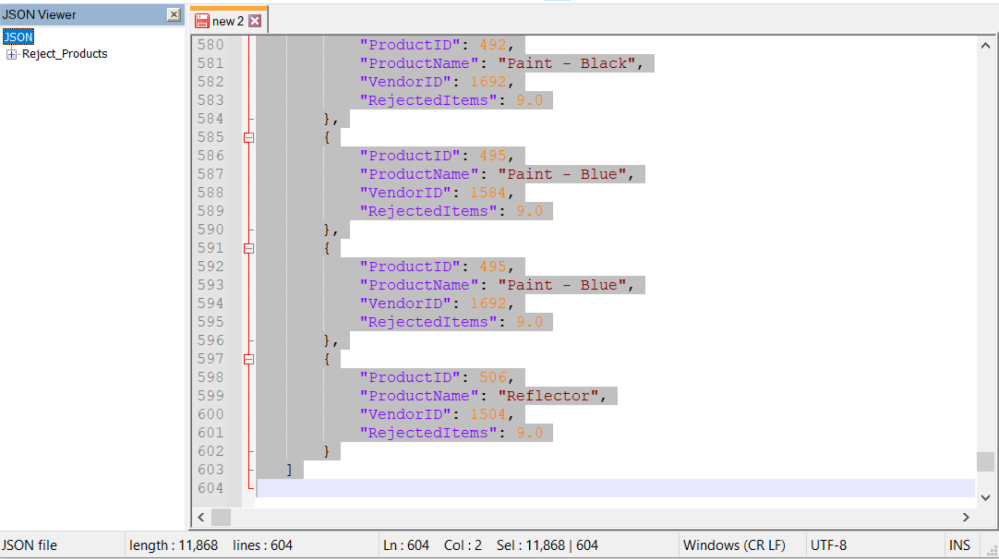 JSON Viewer
new 2
JSON
Reject_Products
580 "ProductID": 492,
581 "ProductName": "Paint - Black",
582 "VendorID": 1692,
583 "RejectedItems": 9.0
584 },
585 {
586 "ProductID": 495,
587 "ProductName": "Paint - Blue",
588 "VendorID": 1584,
589 "RejectedItems": 9.0
590 },
591 {
592 "ProductID": 495,
593 "ProductName": "Paint - Blue",
594 "VendorID": 1692,
595 "RejectedItems": 9.0
596 },
597 {
598 "ProductID": 506,
599 "ProductName": "Reflector",
600 "VendorID": 1504,
601 "RejectedItems": 9.0
602 }
603 ]
604
JSON file length : 11,868 lines : 604 Ln : 604 Col : 2 Sel : 11,868 | 604 Windows (CR LF) UTF-8 INS